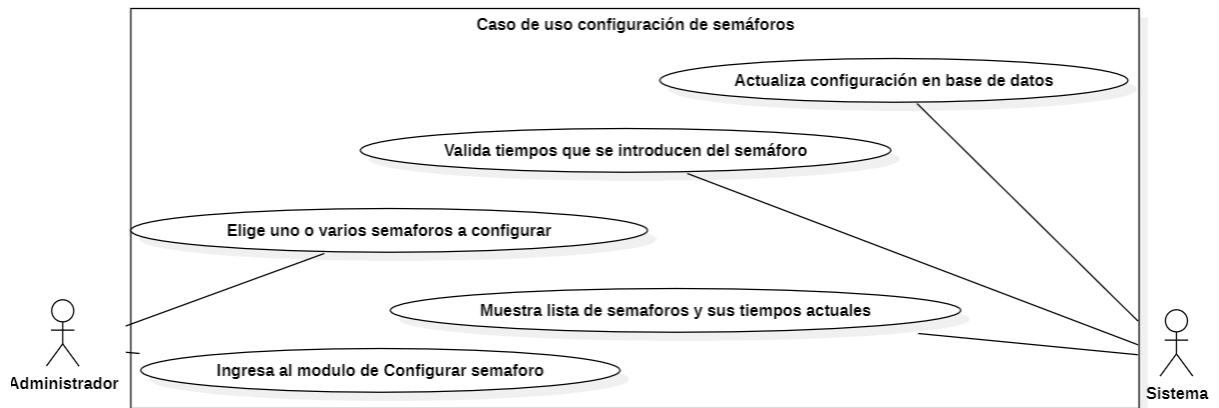 Caso de uso configuración de semáforos
Actualiza configuración en base de datos
Valida tiempos que se introducen del semáforo
Elige uno o varios semaforos a configurar
Muestra lista de semaforos y sus tiempos actuales
Ingresa al modulo de Configurar semaforo
Administrador
Sistema